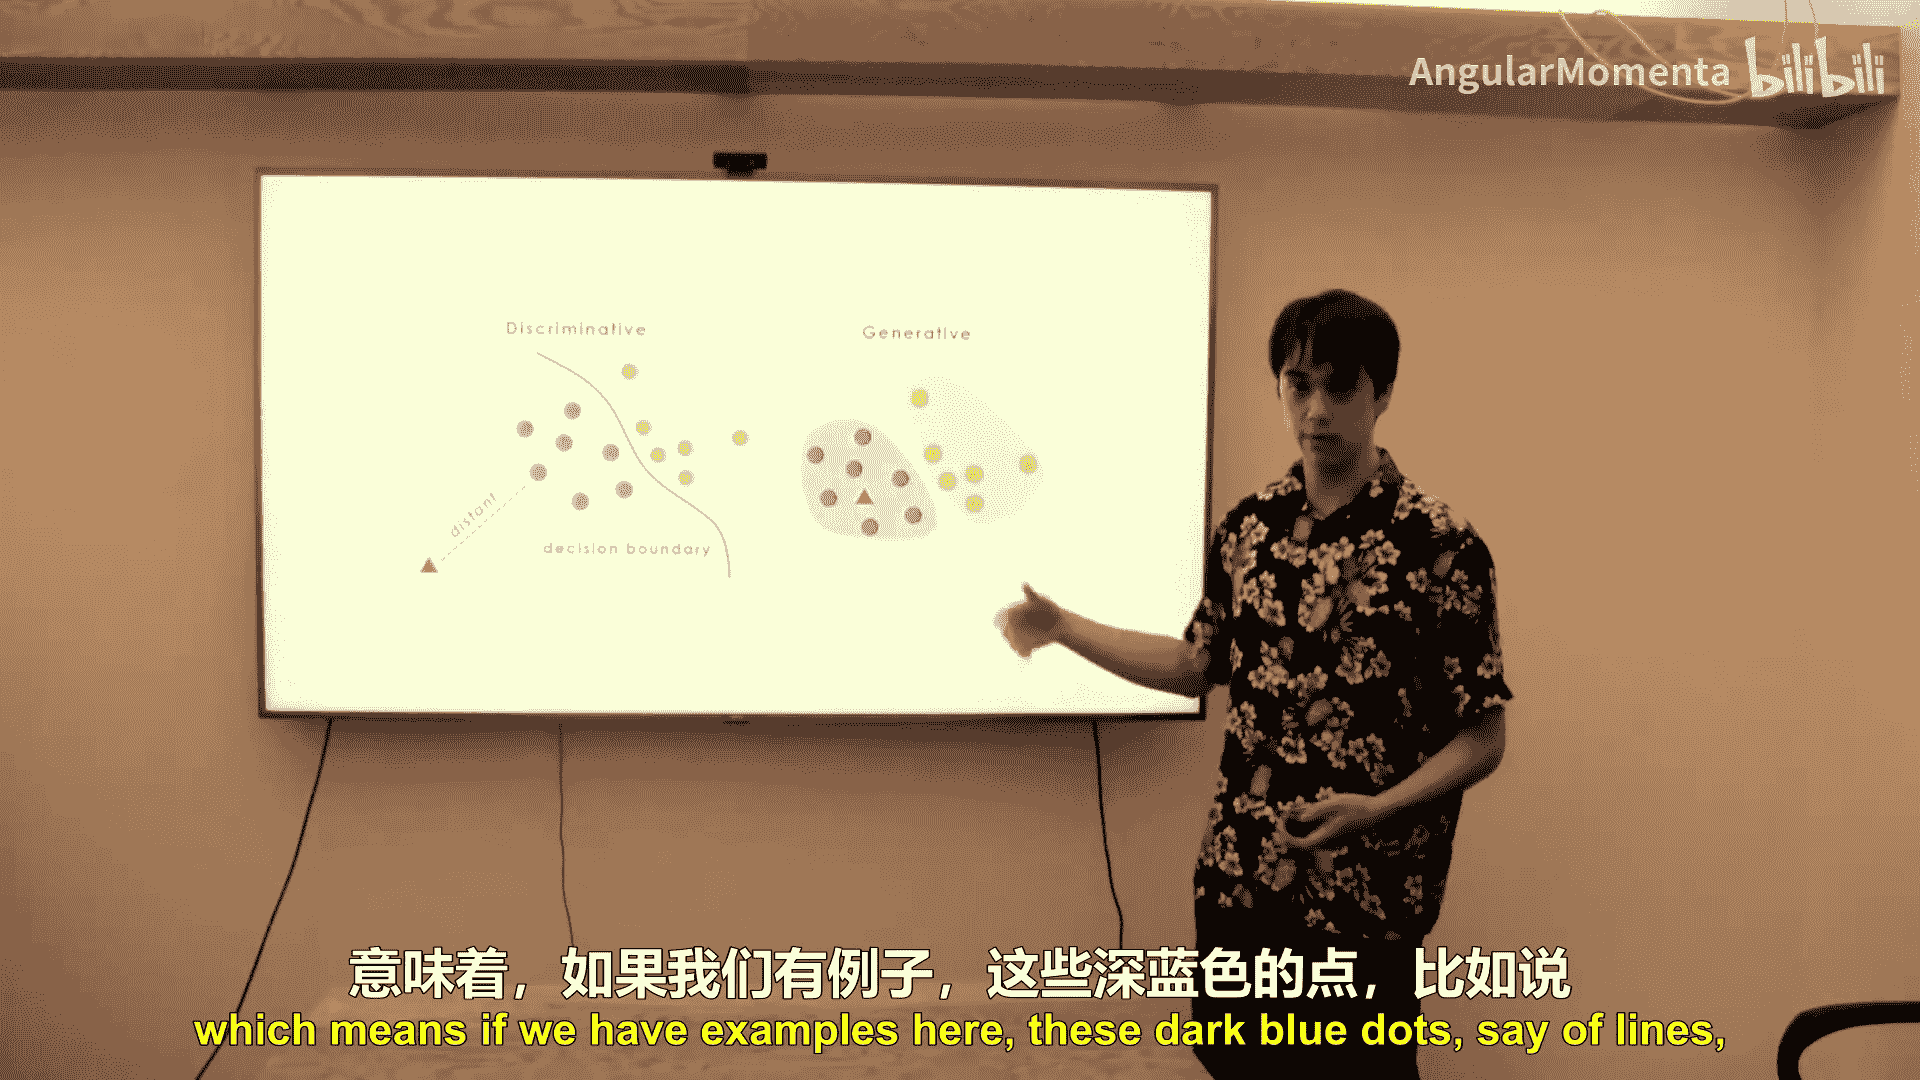 AngularMomenta bilibili
Discriminative
Generative
distant
decision boundary
意味着，如果我们有例子，这些深蓝色的点，比如说
which means if we have examples here, these dark blue dots, say of lines,